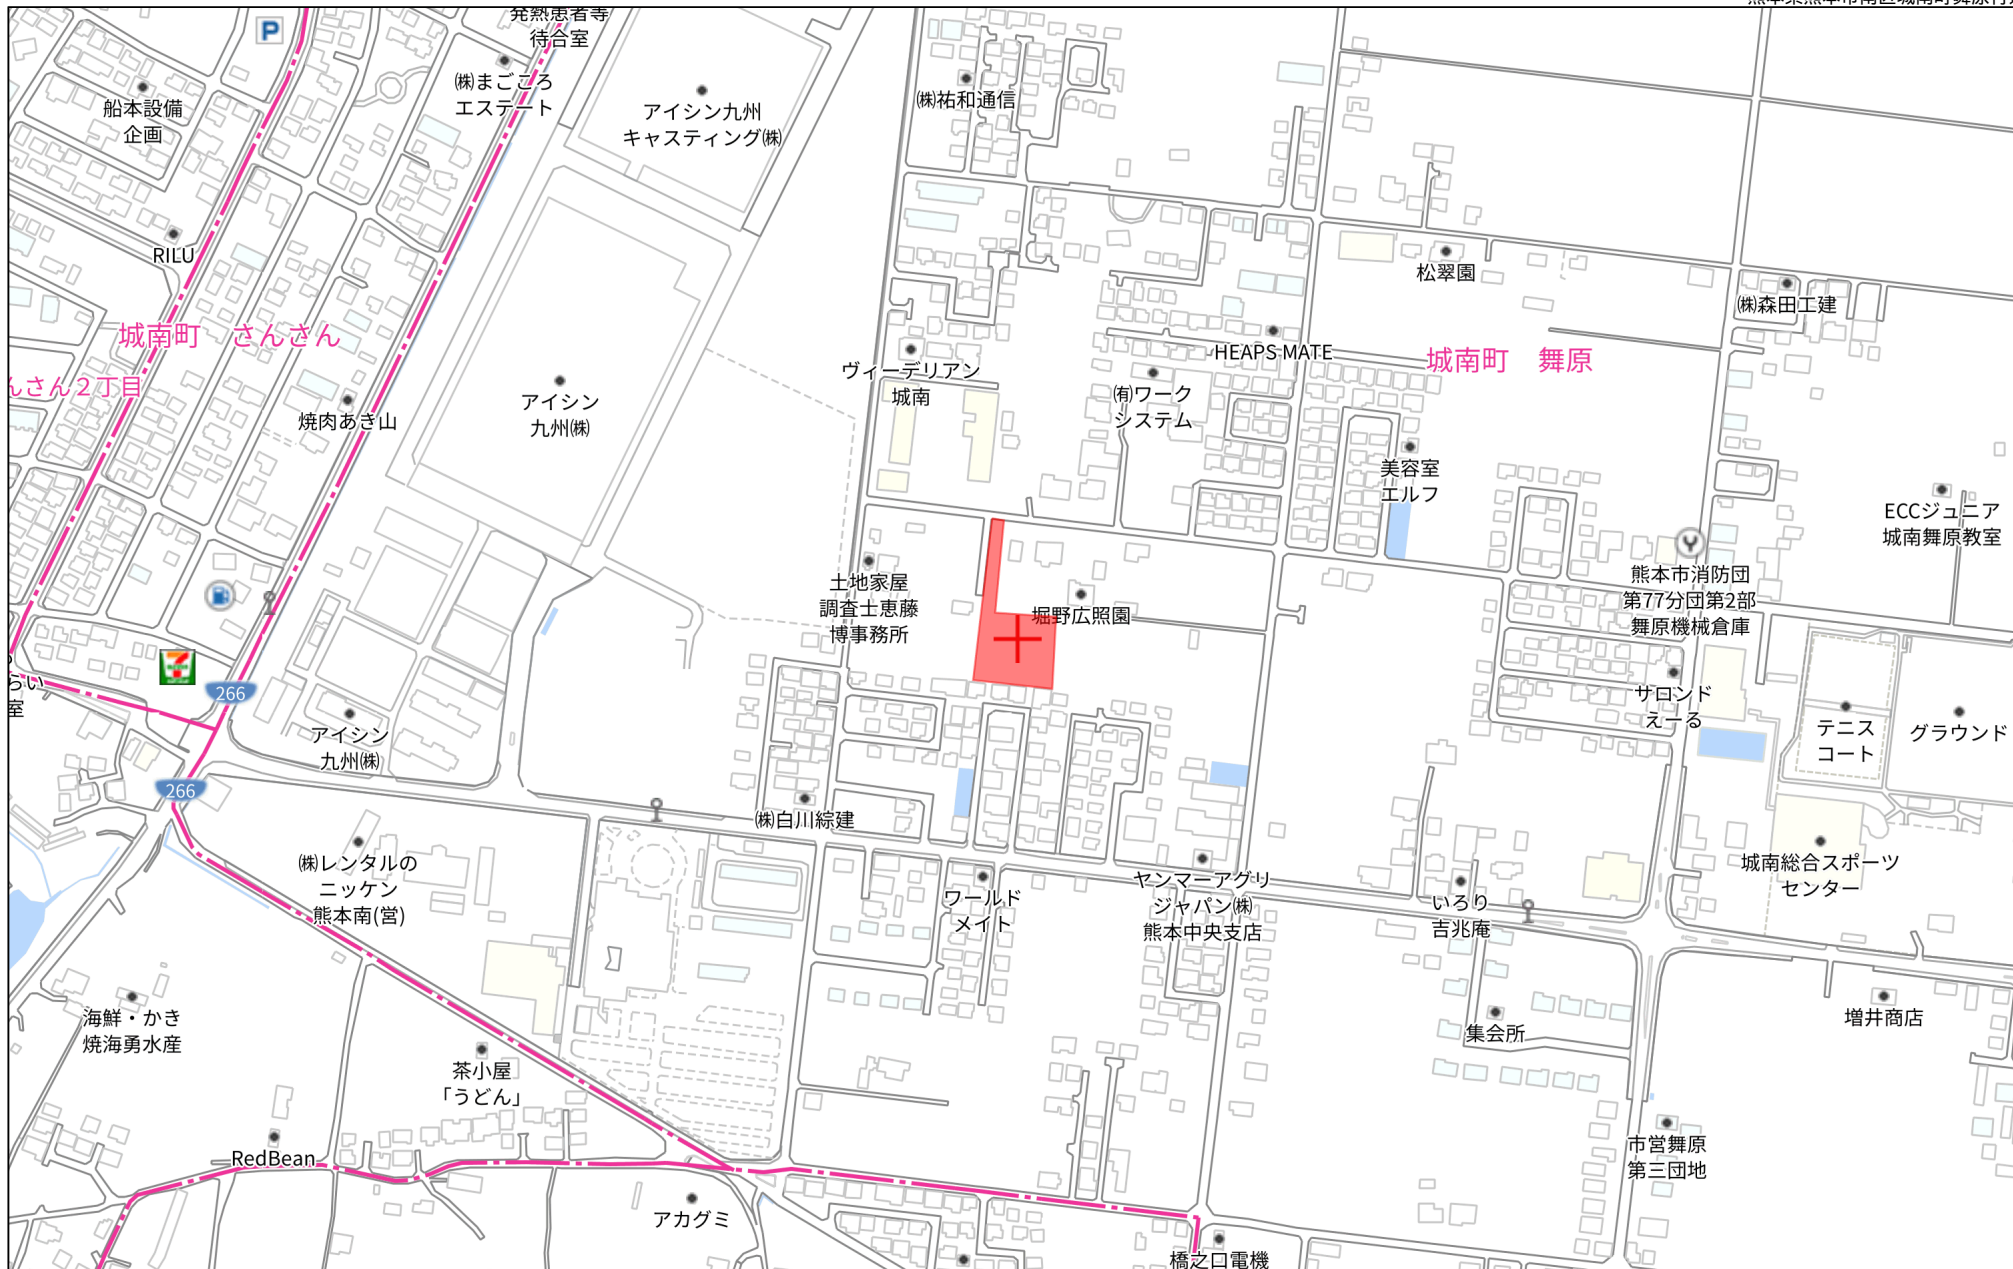 発熱患者等
待合室
P
㈱まごころ
エステート
船本設備
企画
アイシン九州
キャスティング㈱
㈱祐和通信
RILU
松翠園
㈱森田工建
城南町 さんさん
んさん2丁目
HEAPS MATE
城南町 舞原
ヴィーデリアン
城南
㈲ワーク
システム
アイシン
九州㈱
焼肉あき山
美容室
エルフ
ECCジュニア
城南舞原教室
土地家屋
調査士恵藤
博事務所
堀野広照園
熊本市消防団
第77分団第2部
舞原機械倉庫
らい
室
266
サロンド
えーる
テニス
コート
グラウンド
アイシン
九州㈱
266
㈱白川綜建
㈱レンタルの
ニッケン
熊本南(営)
ワールド
メイト
ヤンマーアグリ
ジャパン㈱
熊本中央支店
いろり
吉兆庵
城南総合スポーツ
センター
海鮮・かき
焼海勇水産
集会所
増井商店
茶小屋
「うどん」
RedBean
市営舞原
第三団地
アカグミ
橋之口電機